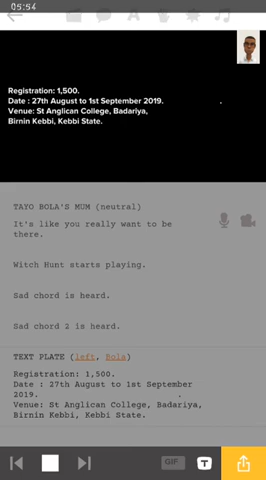 05:54
Registration: 1,500.
Date : 27th August to 1st September 2019.
Venue: St Anglican College, Badariya,
Birnin Kebbi, Kebbi State.
TAYO BOLA'S MUM (neutral)
It's like you really want to be
there.
Witch Hunt starts playing.
Sad chord is heard.
Sad chord 2 is heard.
TEXT PLATE (left, Bola)
Registration: 1,500.
Date : 27th August to 1st September
2019.
Venue: St Anglican College, Badariya,
Birnin Kebbi, Kebbi State.
GIF
T